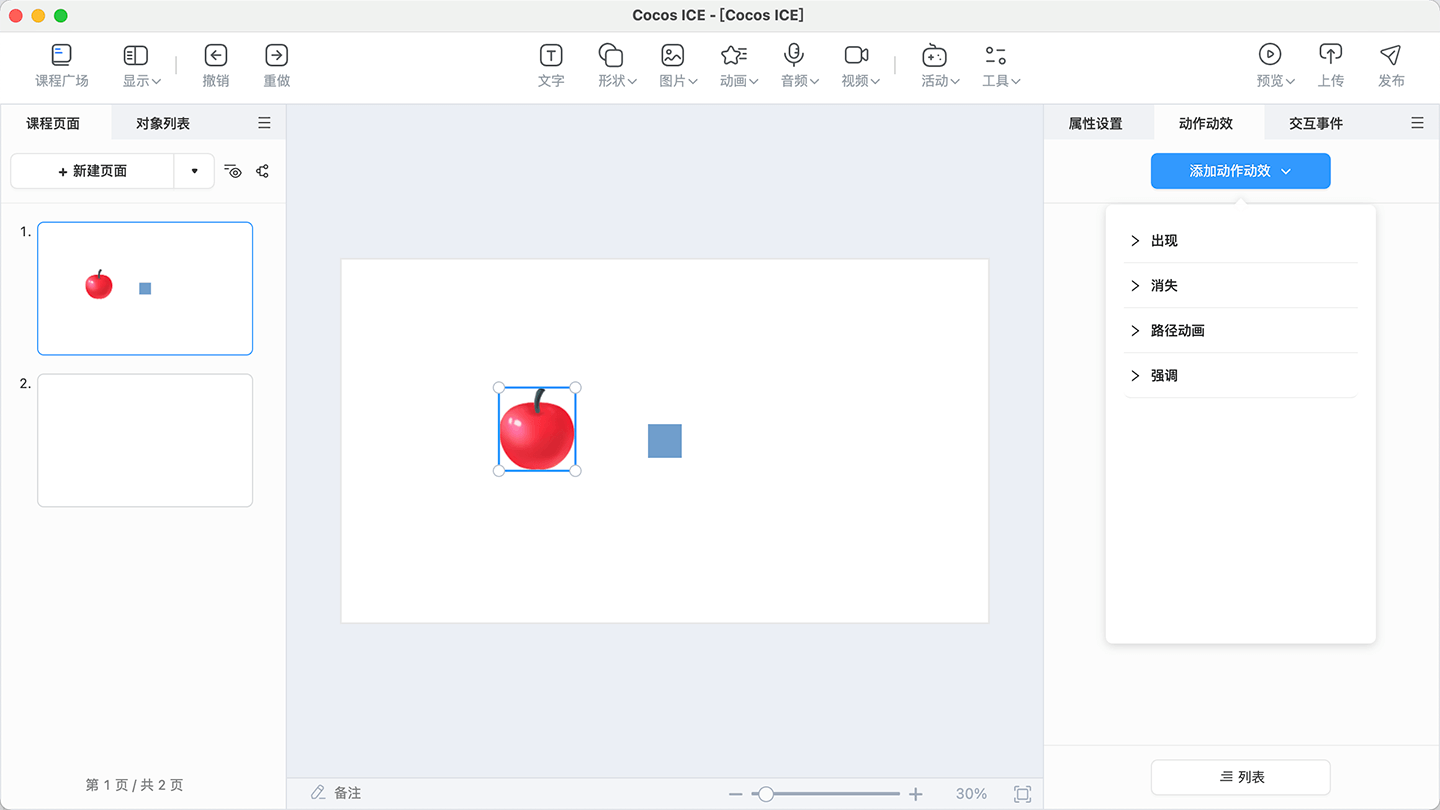 Cocos ICE - [Cocos ICE]
课程广场 显示 撤销 重做 文字 形状 图片 动画 音频 视频 活动 工具 预览 上传 发布
课程页面 对象列表
+ 新建页面
1.
2.
第 1 页 / 共 2 页
备注 30%
属性设置 动作动效 交互事件
添加动作动效
出现
消失
路径动画
强调
列表